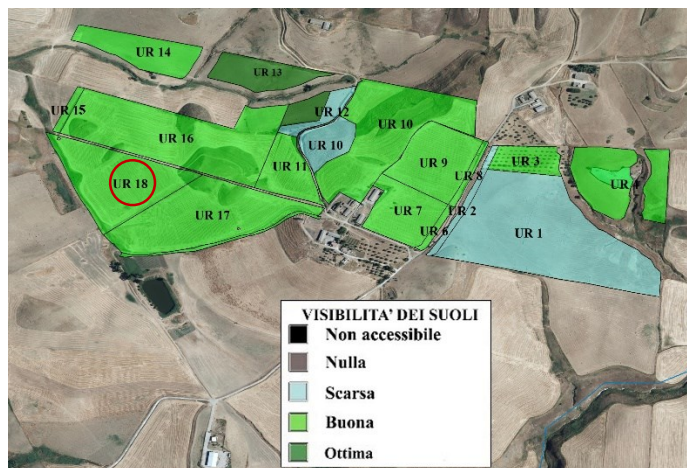 UR 14
UR 13
UR 15
UR 12
UR 16
UR 10
UR 10
UR 9
UR 3
UR 11
UR 8
UR 4
UR 18
UR 7
UR 2
UR 17
UR 6
UR 1
VISIBILITA' DEI SUOLI
Non accessibile
Nulla
Scarsa
Buona
Ottima